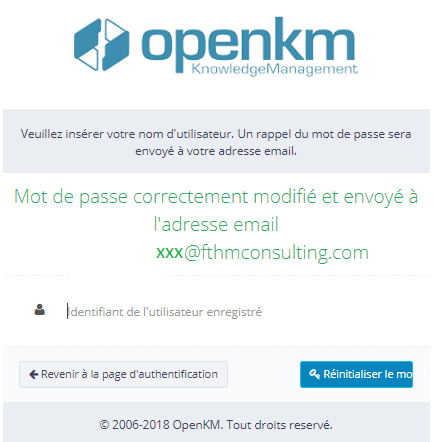 openkm
KnowledgeManagement
Veuillez insérer votre nom d'utilisateur. Un rappel du mot de passe sera
envoyé à votre adresse email.
Mot de passe correctement modifié et envoyé à
l'adresse email
xxx@fthmconsulting.com
Identifiant de l'utilisateur enregistré
Revenir à la page d'authentification
Réinitialiser le mo
© 2006-2018 OpenKM. Tout droits reservé.